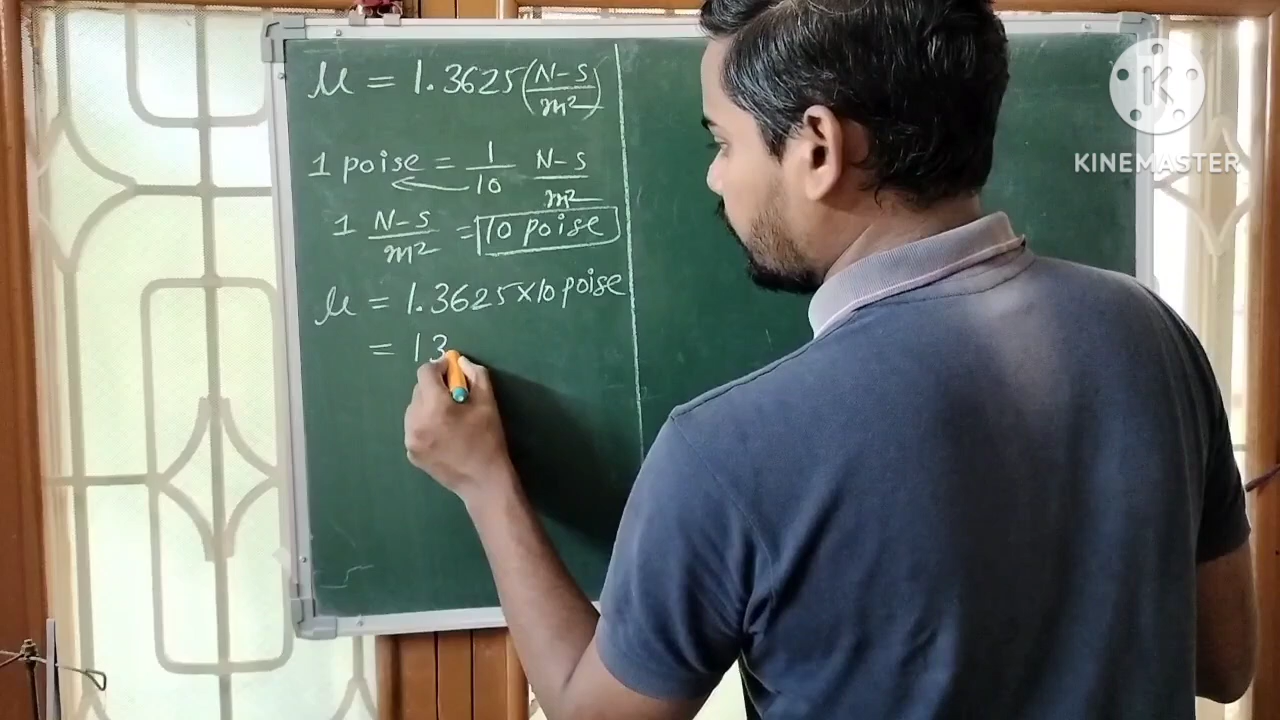 μ = 1.3625 (N-S/m²)
1 poise = 1/10 N-S/m²
1 N-S/m² = 10 poise
μ = 1.3625×10 poise
= 13
K
KINEMASTER